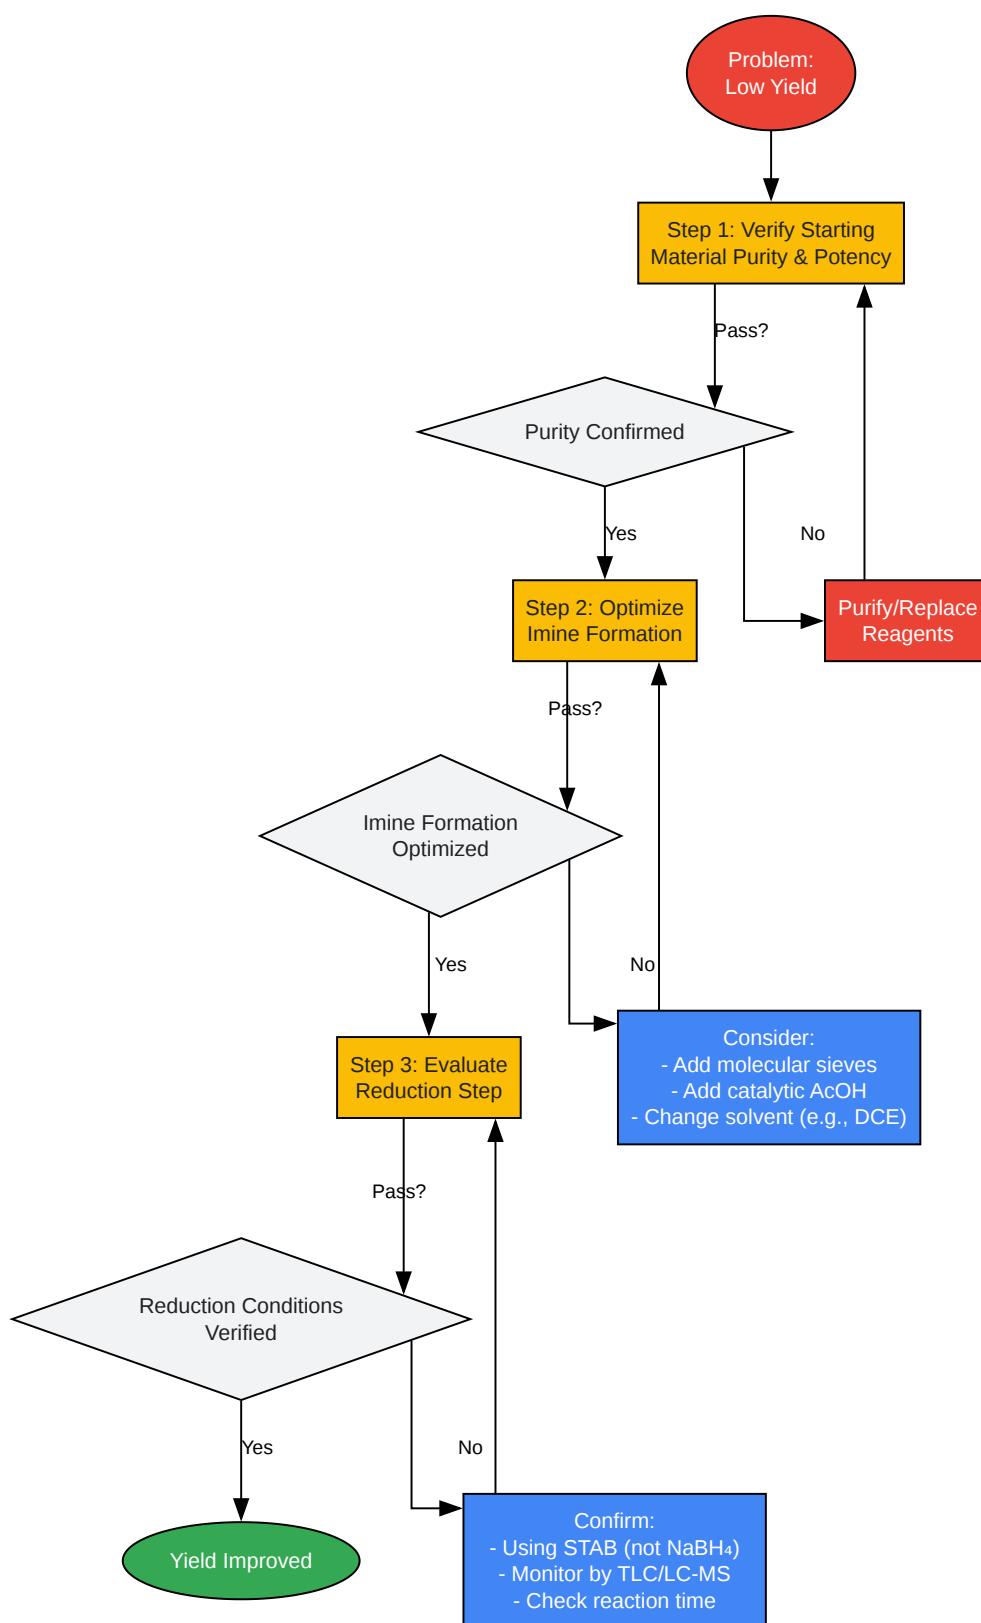 Problem:
Low Yield
Step 1: Verify Starting
Material Purity & Potency
Pass?
Purity Confirmed
Yes
No
Step 2: Optimize
Imine Formation
Purify/Replace
Reagents
Pass?
Imine Formation
Optimized
Yes
No
Consider:
- Add molecular sieves
- Add catalytic AcOH
- Change solvent (e.g., DCE)
Step 3: Evaluate
Reduction Step
Pass?
Reduction Conditions
Verified
Yes
No
Yield Improved
Confirm:
- Using STAB (not NaBH₄)
- Monitor by TLC/LC-MS
- Check reaction time